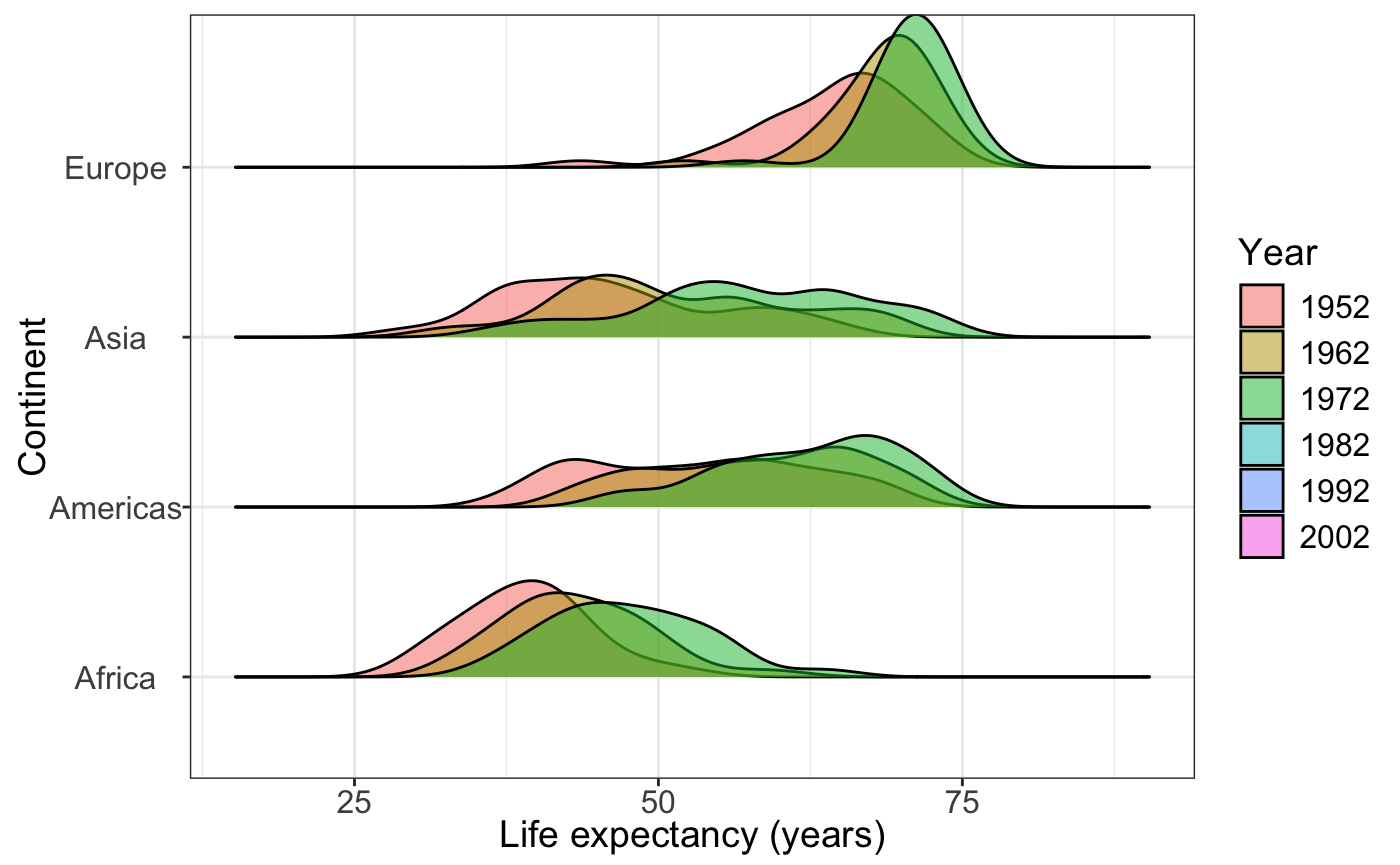 Europe
Asia
Americas
Africa
Continent
25 50 75
Life expectancy (years)
Year
1952
1962
1972
1982
1992
2002